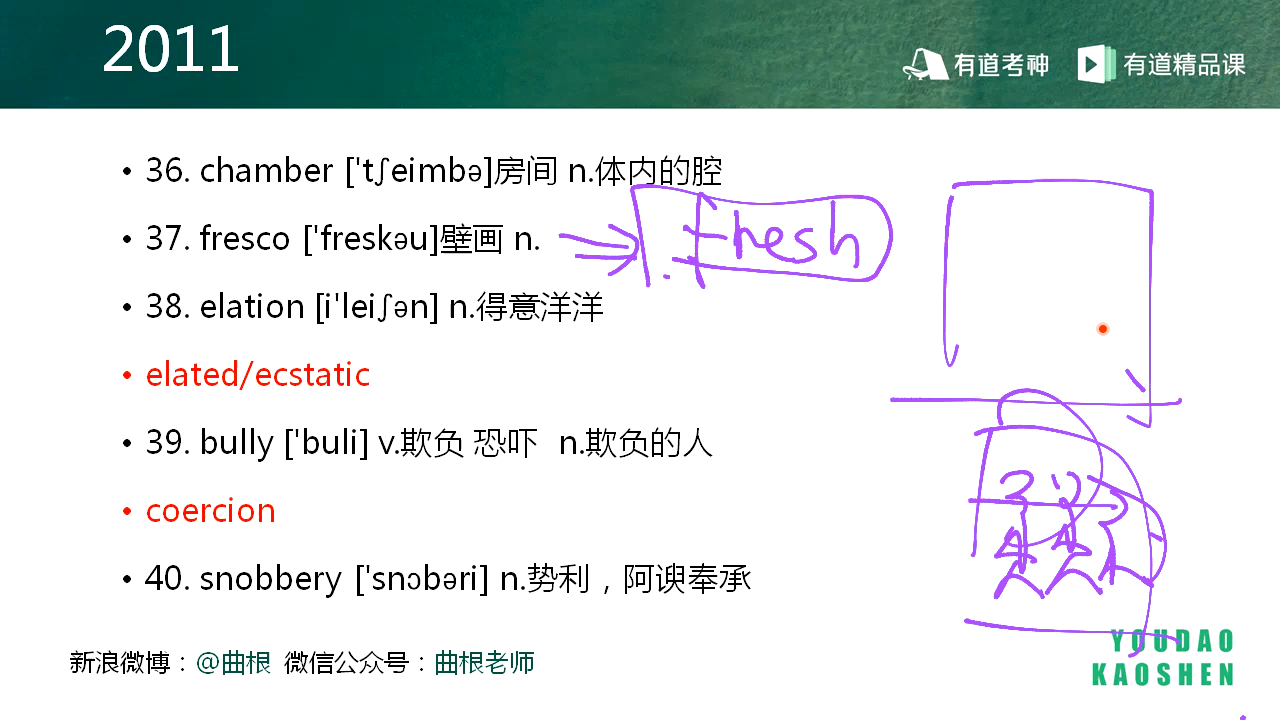 2011
有道考神 有道精品课
• 36. chamber ['tʃeimbə]房间 n.体内的腔
• 37. fresco ['freskəu]壁画 n.
fresh
• 38. elation [i'leiʃən] n.得意洋洋
• elated/ecstatic
• 39. bully ['buli] v.欺负 恐吓 n.欺负的人
• coercion
• 40. snobbery ['snɔbəri] n.势利，阿谀奉承
新浪微博：@曲根 微信公众号：曲根老师
YOUDAO
KAOSHEN